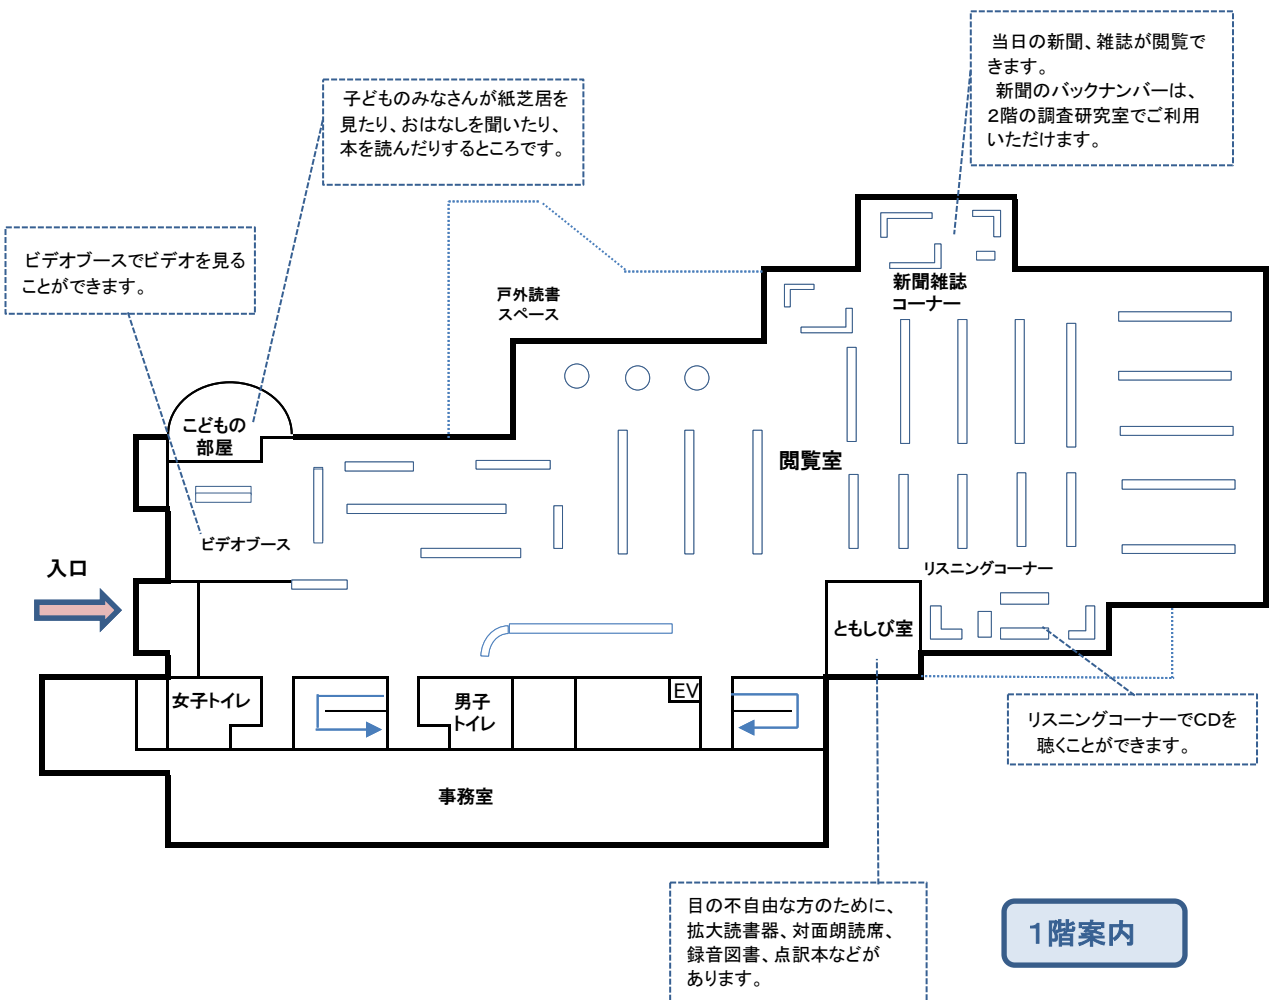 当日の新聞、雑誌が閲覧で
きます。
新聞のバックナンバーは、
2階の調査研究室でご利用
いただけます。
子どものみなさんが紙芝居を
見たり、おはなしを聞いたり、
本を読んだりするところです。
ビデオブースでビデオを見る
ことができます。
戸外読書
スペース
新聞雑誌
コーナー
こどもの
部屋
閲覧室
ビデオブース
入口
リスニングコーナー
ともしび室
女子トイレ
男子
トイレ
EV
リスニングコーナーでCDを
聴くことができます。
事務室
目の不自由な方のために、
拡大読書器、対面朗読席、
録音図書、点訳本などが
あります。
1階案内